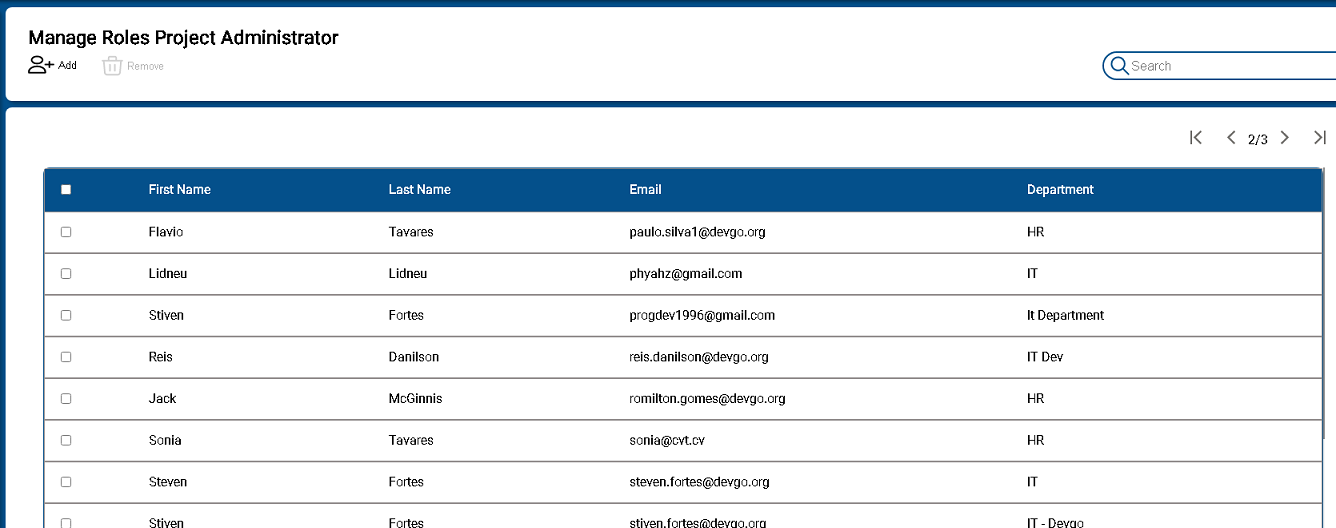 Manage Roles Project Administrator
Add Remove
Search
2/3
First Name Last Name Email Department
Flavio Tavares paulo.silva1@devgo.org HR
Lidneu Lidneu phyahz@gmail.com IT
Stiven Fortes progdev1996@gmail.com It Department
Reis Danilson reis.danilson@devgo.org IT Dev
Jack McGinnis romilton.gomes@devgo.org HR
Sonia Tavares sonia@cvt.cv HR
Steven Fortes steven.fortes@devgo.org IT
Stiven Fortes stiven.fortes@devgo.org IT - Devgo